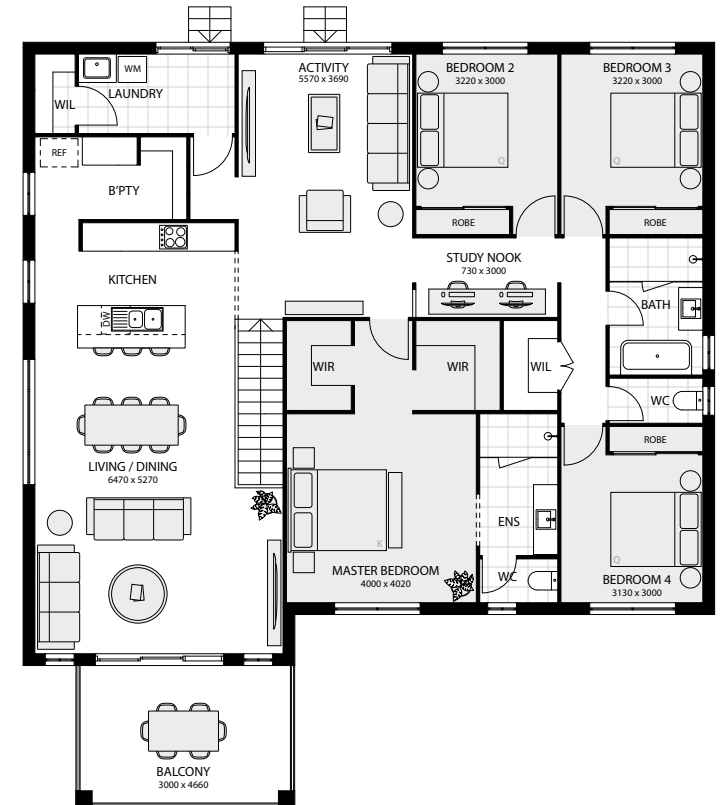 ACTIVITY
5570 x 3690
BEDROOM 2
3220 x 3000
BEDROOM 3
3220 x 3000
WM
LAUNDRY
WIL
REF
B'PTY
Q
Q
ROBE
ROBE
STUDY NOOK
730 x 3000
KITCHEN
DW
BATH
WIR
WIR
WIL
WC
ROBE
LIVING / DINING
6470 x 5270
ENS
K
Q
WC
MASTER BEDROOM
4000 x 4020
BEDROOM 4
3130 x 3000
BALCONY
3000 x 4660